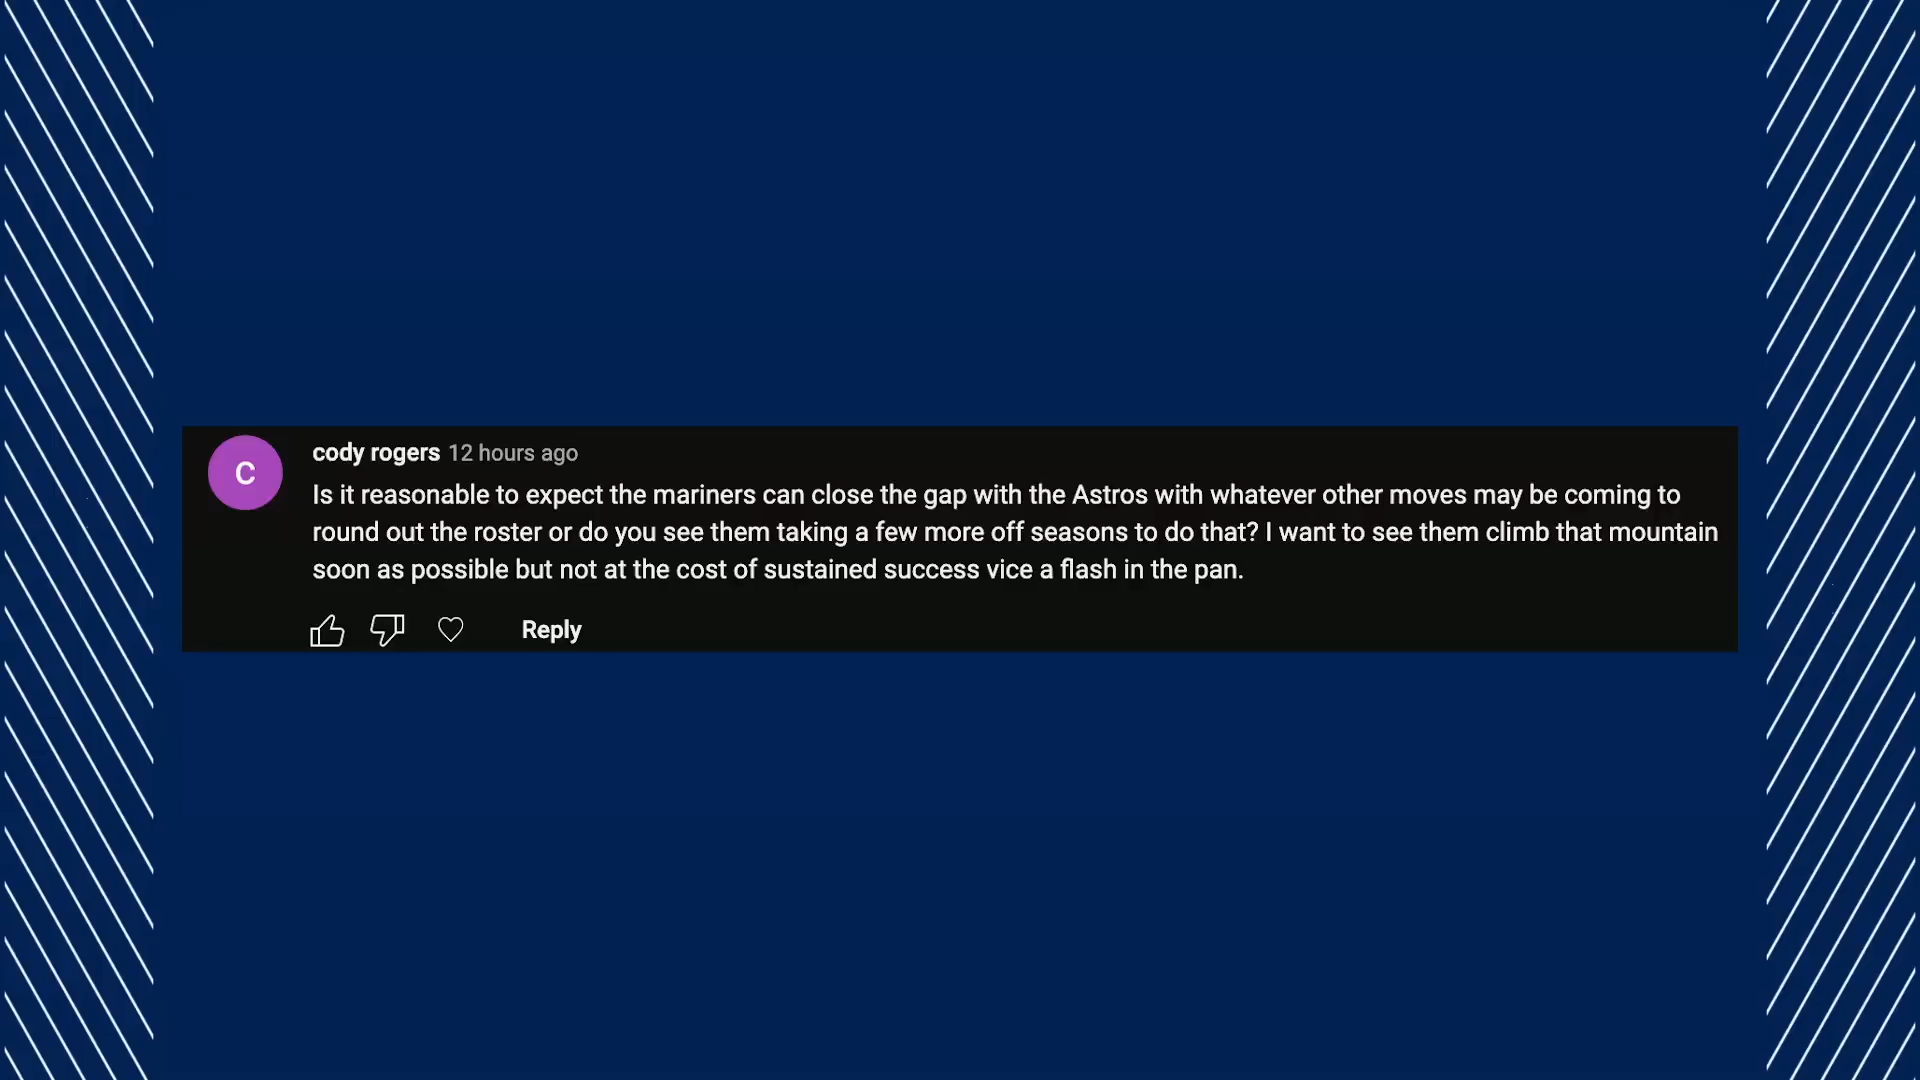 C
cody rogers 12 hours ago
Is it reasonable to expect the mariners can close the gap with the Astros with whatever other moves may be coming to
round out the roster or do you see them taking a few more off seasons to do that? I want to see them climb that mountain
soon as possible but not at the cost of sustained success vice a flash in the pan.
Reply